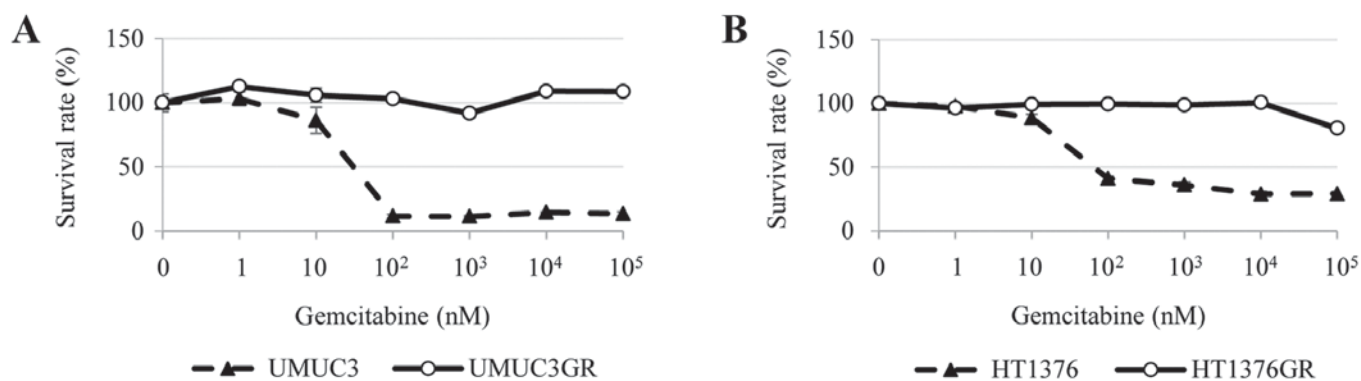 A
Survival rate (%)
150
100
50
0
0 1 10 10² 10³ 10⁴ 10⁵
Gemcitabine (nM)
UMUC3 UMUC3GR
B
Survival rate (%)
150
100
50
0
0 1 10 10² 10³ 10⁴ 10⁵
Gemcitabine (nM)
HT1376 HT1376GR